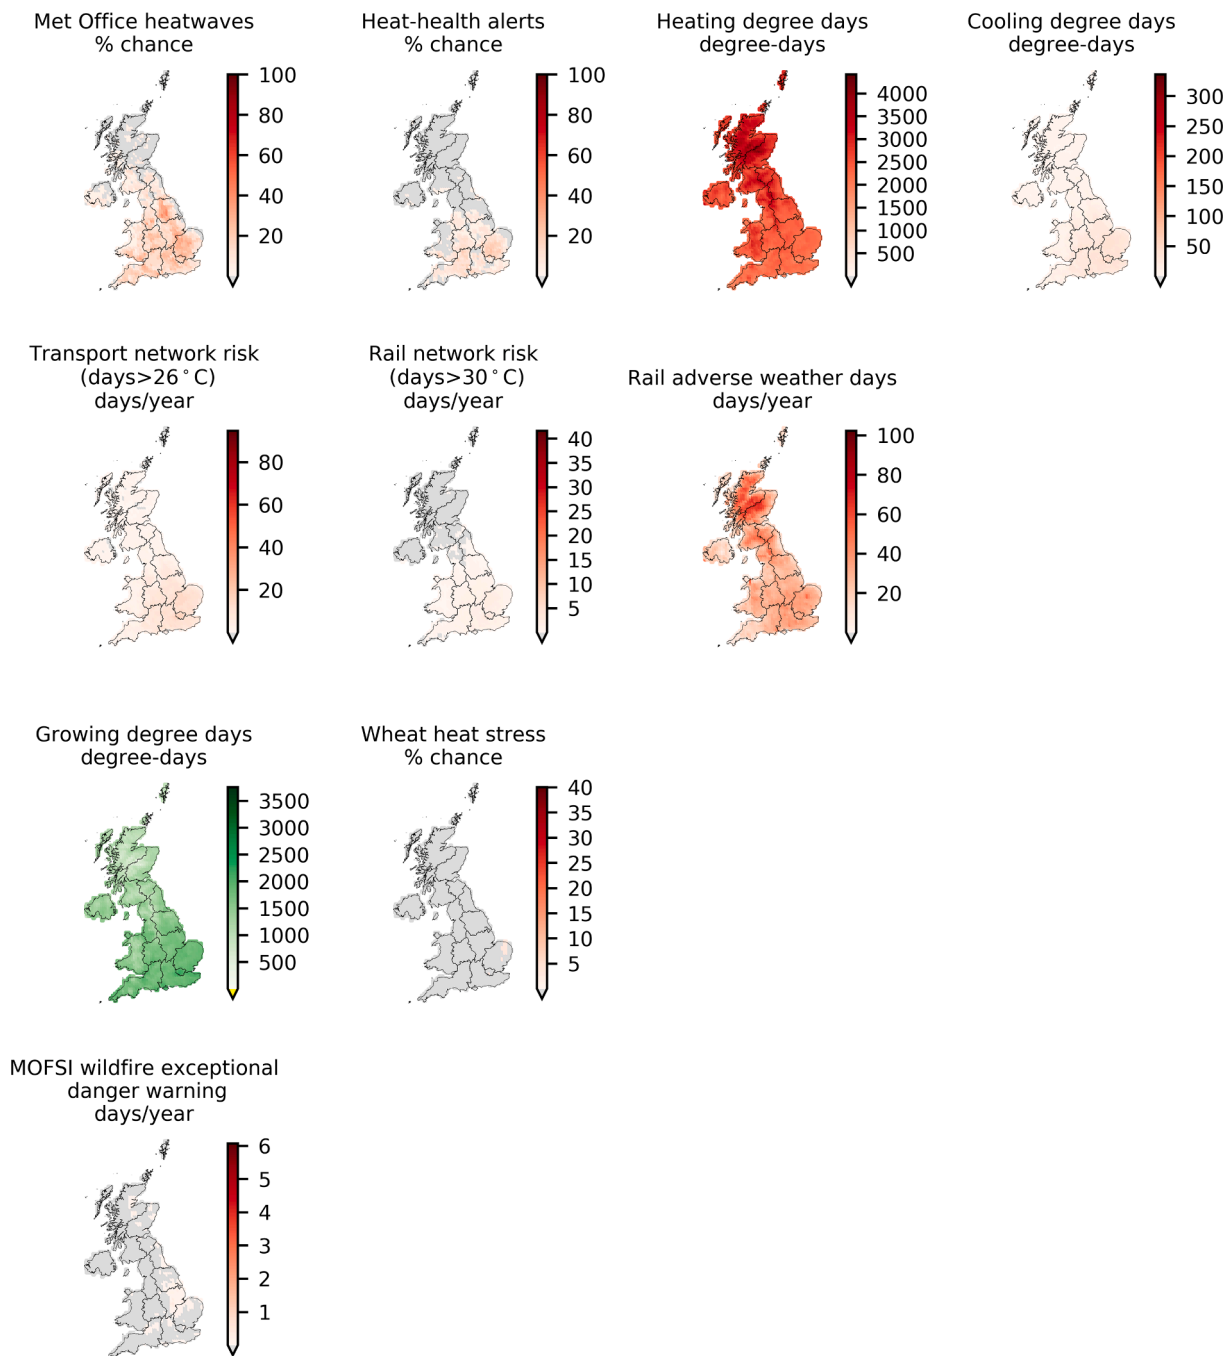 Met Office heatwaves
% chance
100
80
60
40
20
Heat-health alerts
% chance
100
80
60
40
20
Heating degree days
degree-days
4000
3500
3000
2500
2000
1500
1000
500
Cooling degree days
degree-days
300
250
200
150
100
50
Transport network risk
(days>26°C)
days/year
80
60
40
20
Rail network risk
(days>30°C)
days/year
40
35
30
25
20
15
10
5
Rail adverse weather days
days/year
100
80
60
40
20
Growing degree days
degree-days
3500
3000
2500
2000
1500
1000
500
Wheat heat stress
% chance
40
35
30
25
20
15
10
5
MOFSI wildfire exceptional
danger warning
days/year
6
5
4
3
2
1